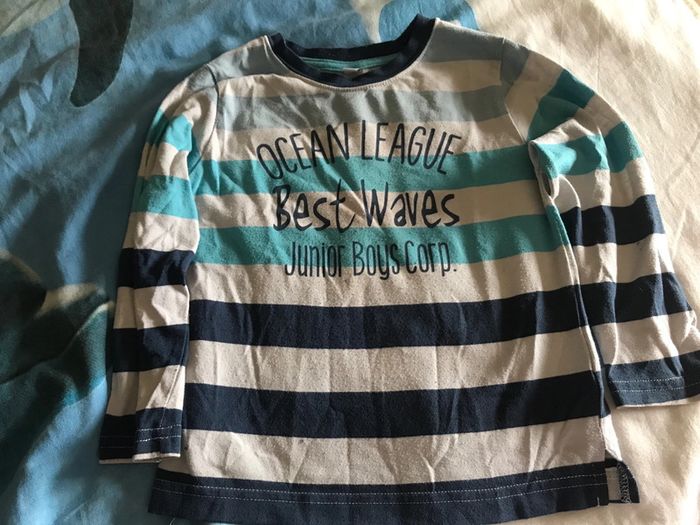 OCEAN LEAGUE
Best Waves
Junior Boys Corp.